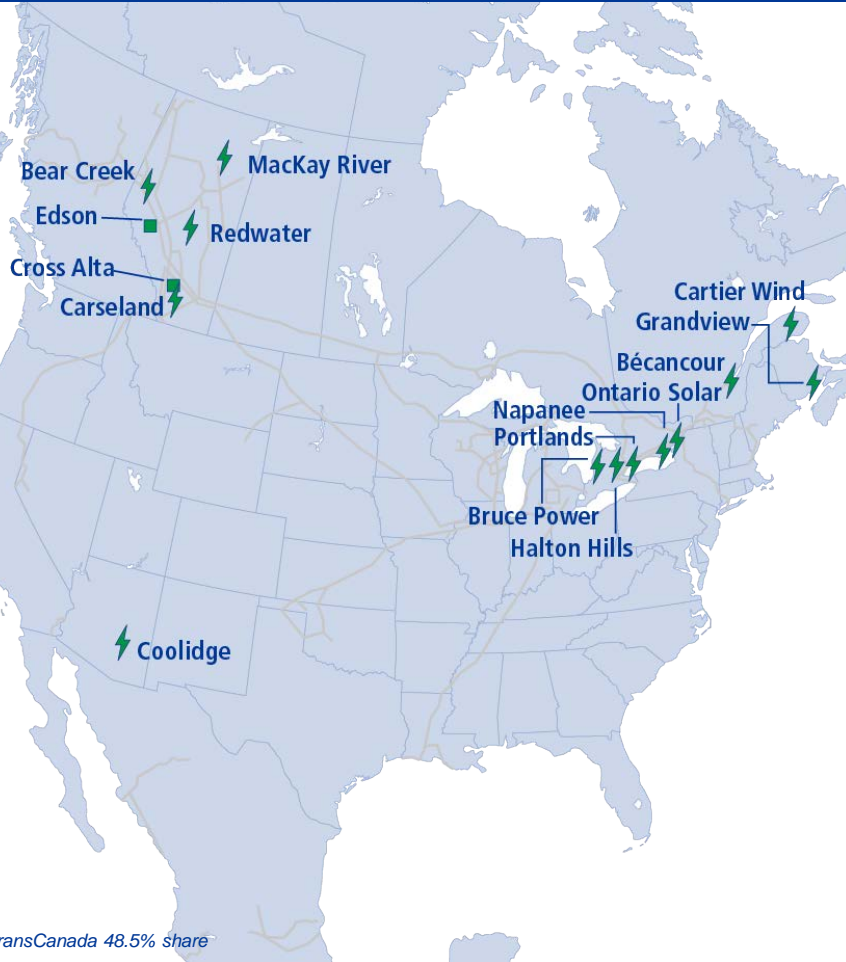 MacKay River
Bear Creek
Edson
Redwater
Cross Alta
Carseland
Cartier Wind
Grandview
Bécancour
Ontario Solar
Napanee
Portlands
Bruce Power
Halton Hills
Coolidge
ransCanada 48.5% share